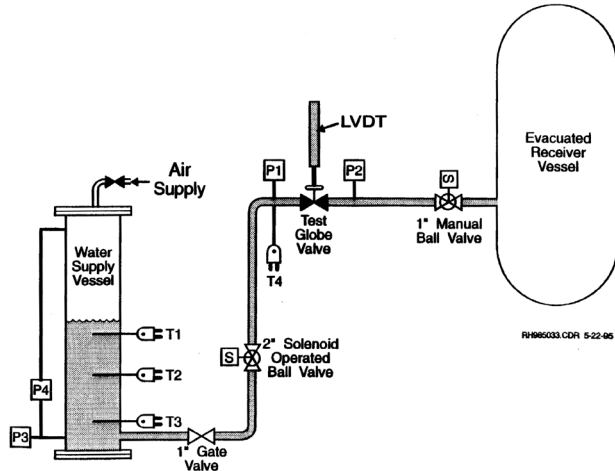 LVDT
P1
P2
S
Evacuated
Receiver
Vessel
Air
Supply
Test
Globe
Valve
1" Manual
Ball Valve
T4
Water
Supply
Vessel
T1
T2
T3
P4
P3
S
2" Solenoid
Operated
Ball Valve
1" Gate
Valve
RH985033.CDR 5-22-95